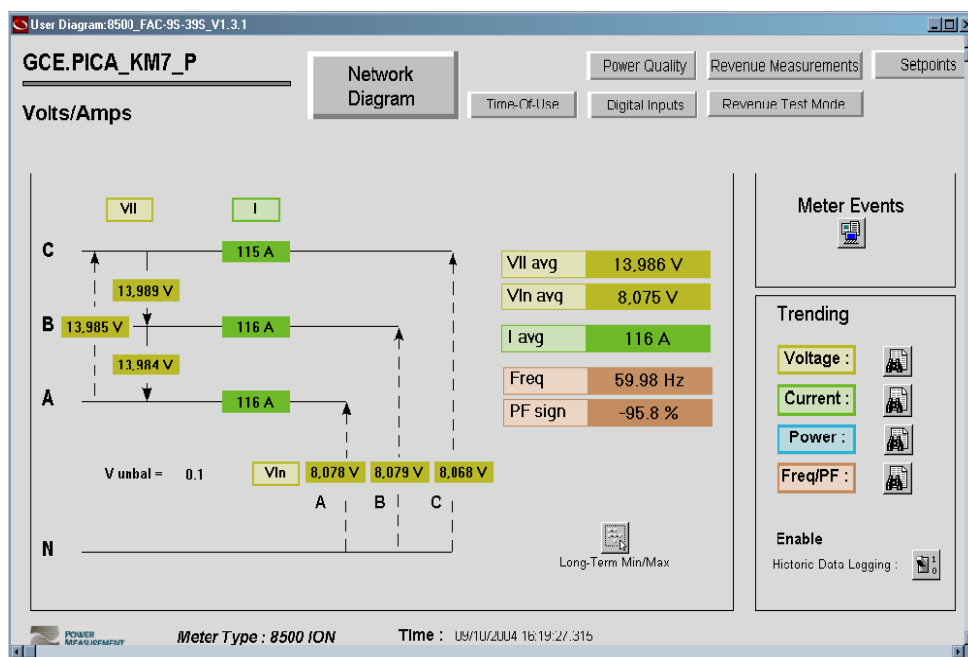 User Diagram:8500_FAC-9S-39S_V1.3.1
GCE.PICA_KM7_P
Volts/Amps
Network
Diagram
Power Quality
Revenue Measurements
Setpoints
Time-Of-Use
Digital Inputs
Revenue Test Mode
Vll
I
C
115 A
13,989 V
B
13,985 V
116 A
13,984 V
A
116 A
V unbal = 0.1
Vln
8,078 V
8,079 V
8,068 V
A
B
C
N
Vll avg 13,986 V
Vln avg 8,075 V
I avg 116 A
Freq 59.98 Hz
PF sign -95.8 %
Long-Term Min/Max
Meter Events
Trending
Voltage :
Current :
Power :
Freq/PF :
Enable
Historic Data Logging :
1
0
POWER
MEASUREMENT
Meter Type : 8500 ION
Time : 09/10/2004 16:19:27.315